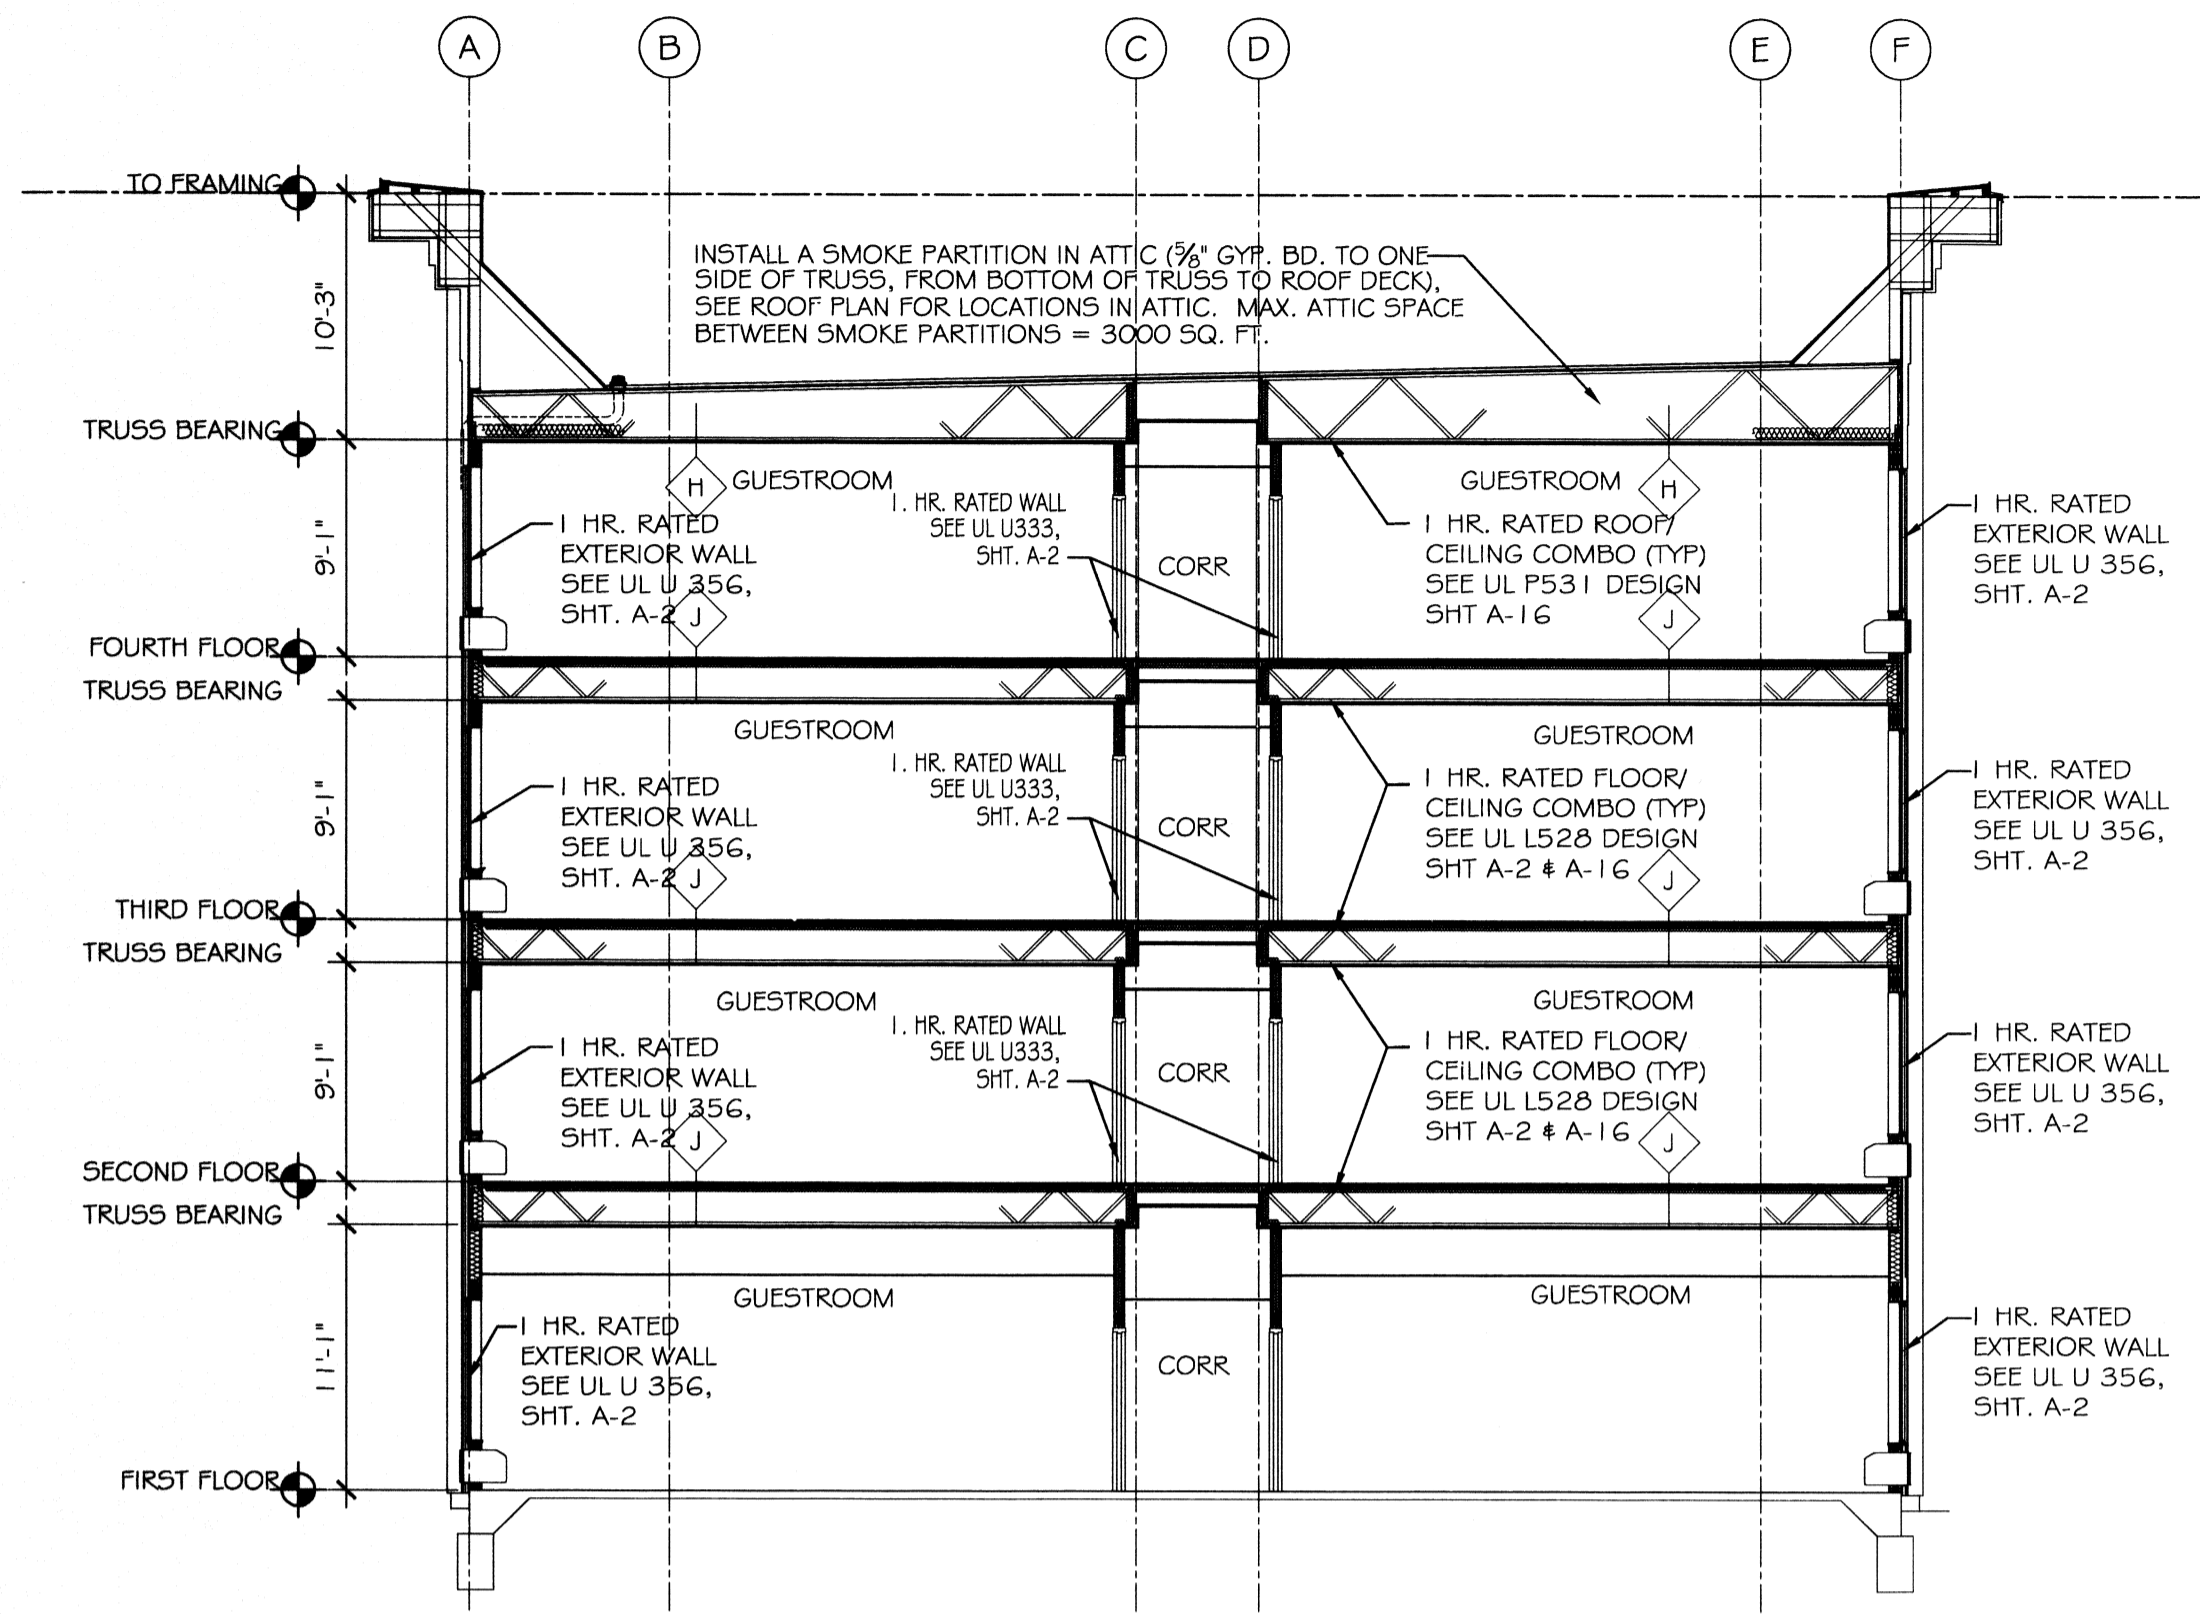 A B C D E F
TO FRAMING
10'-3"
INSTALL A SMOKE PARTITION IN ATTIC (5/8" GYP. BD. TO ONE
SIDE OF TRUSS, FROM BOTTOM OF TRUSS TO ROOF DECK),
SEE ROOF PLAN FOR LOCATIONS IN ATTIC. MAX. ATTIC SPACE
BETWEEN SMOKE PARTITIONS = 3000 SQ. FT.
TRUSS BEARING
9'-1"
H
GUESTROOM
1 HR. RATED
EXTERIOR WALL
SEE UL U 356,
SHT. A-2
J
1. HR. RATED WALL
SEE UL U333,
SHT. A-2
CORR
GUESTROOM
H
1 HR. RATED ROOF/
CEILING COMBO (TYP)
SEE UL P531 DESIGN
SHT A-16
J
1 HR. RATED
EXTERIOR WALL
SEE UL U 356,
SHT. A-2
FOURTH FLOOR
TRUSS BEARING
9'-1"
GUESTROOM
1 HR. RATED
EXTERIOR WALL
SEE UL U 356,
SHT. A-2
J
1. HR. RATED WALL
SEE UL U333,
SHT. A-2
CORR
GUESTROOM
1 HR. RATED FLOOR/
CEILING COMBO (TYP)
SEE UL L528 DESIGN
SHT A-2 & A-16
J
1 HR. RATED
EXTERIOR WALL
SEE UL U 356,
SHT. A-2
THIRD FLOOR
TRUSS BEARING
9'-1"
GUESTROOM
1 HR. RATED
EXTERIOR WALL
SEE UL U 356,
SHT. A-2
J
1. HR. RATED WALL
SEE UL U333,
SHT. A-2
CORR
GUESTROOM
1 HR. RATED FLOOR/
CEILING COMBO (TYP)
SEE UL L528 DESIGN
SHT A-2 & A-16
J
1 HR. RATED
EXTERIOR WALL
SEE UL U 356,
SHT. A-2
SECOND FLOOR
TRUSS BEARING
11'-1"
GUESTROOM
1 HR. RATED
EXTERIOR WALL
SEE UL U 356,
SHT. A-2
CORR
GUESTROOM
1 HR. RATED
EXTERIOR WALL
SEE UL U 356,
SHT. A-2
FIRST FLOOR